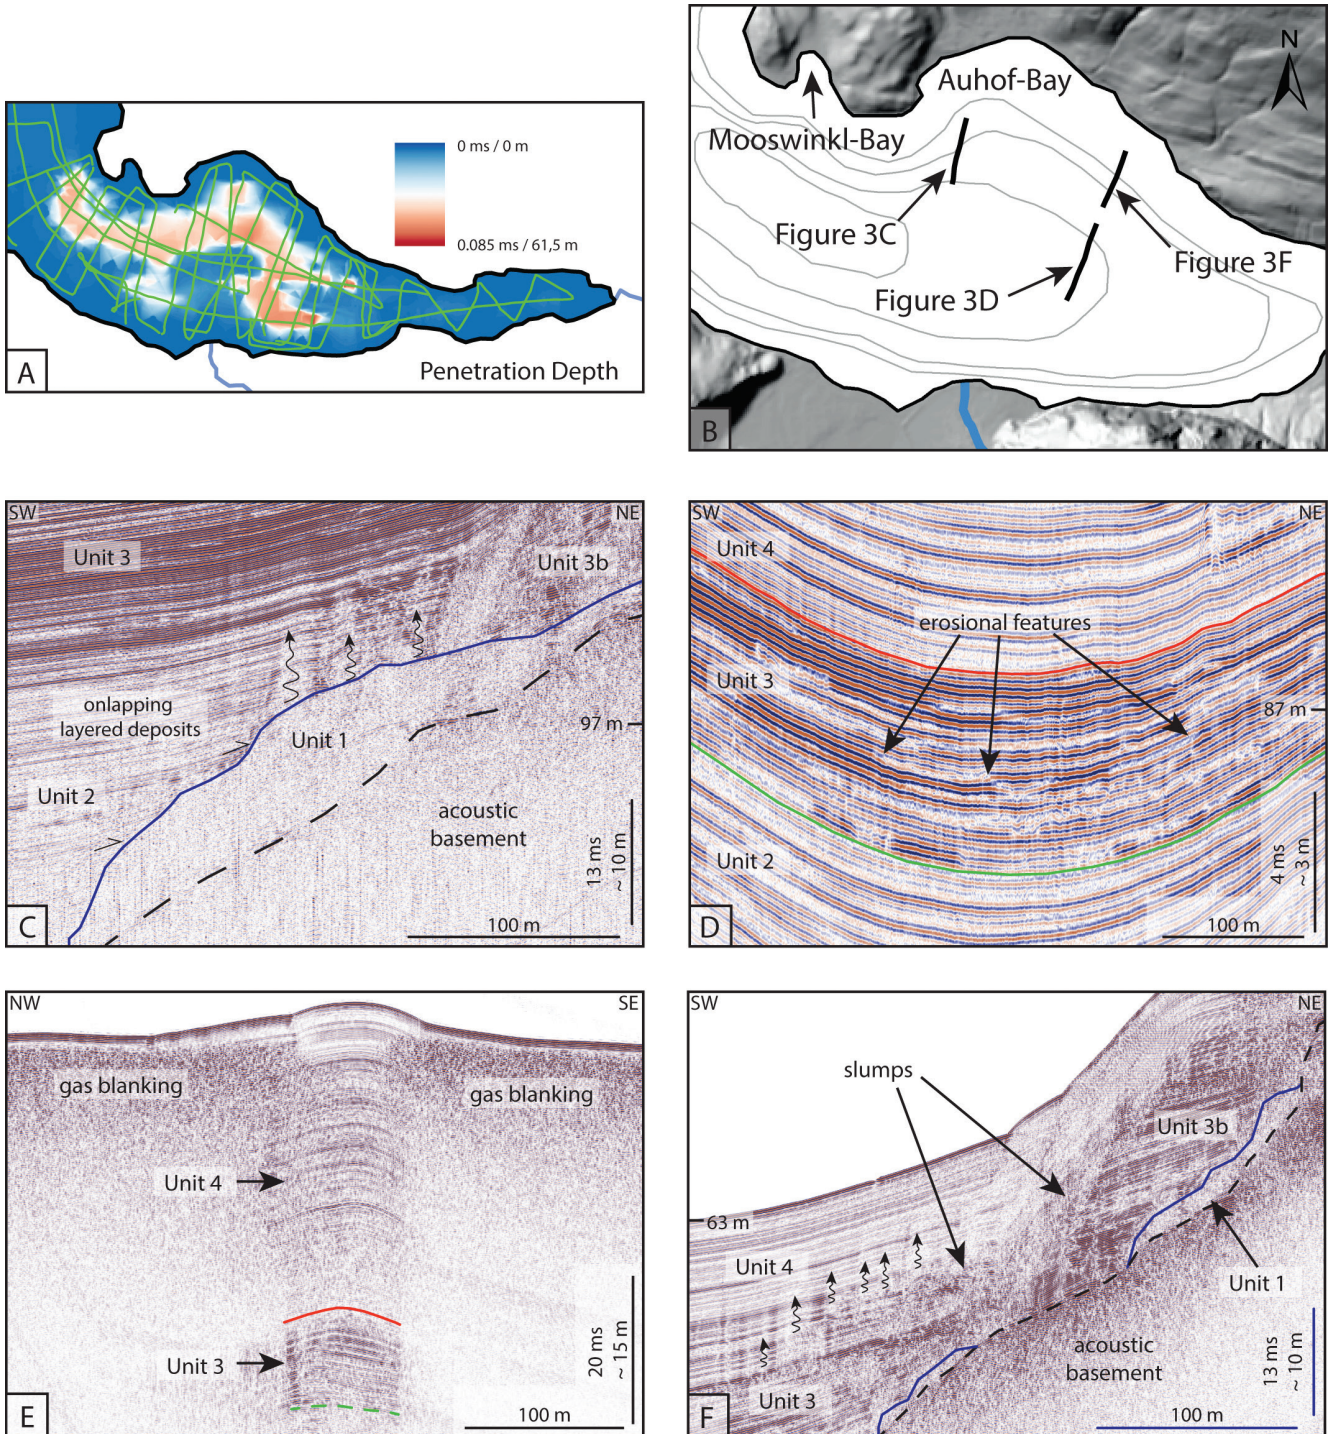 0 ms / 0 m
0.085 ms / 61,5 m
Penetration Depth
A
N
Auhof-Bay
Mooswinkl-Bay
Figure 3C
Figure 3F
Figure 3D
B
SW
NE
Unit 3
Unit 3b
onlapping
layered deposits
Unit 1
97 m
Unit 2
acoustic
basement
13 ms
~ 10 m
100 m
C
SW
NE
Unit 4
erosional features
Unit 3
87 m
Unit 2
4 ms
~ 3 m
100 m
D
NW
SE
gas blanking
gas blanking
Unit 4
Unit 3
20 ms
~ 15 m
100 m
E
SW
NE
slumps
Unit 3b
63 m
Unit 4
Unit 1
acoustic
basement
Unit 3
13 ms
~ 10 m
100 m
F